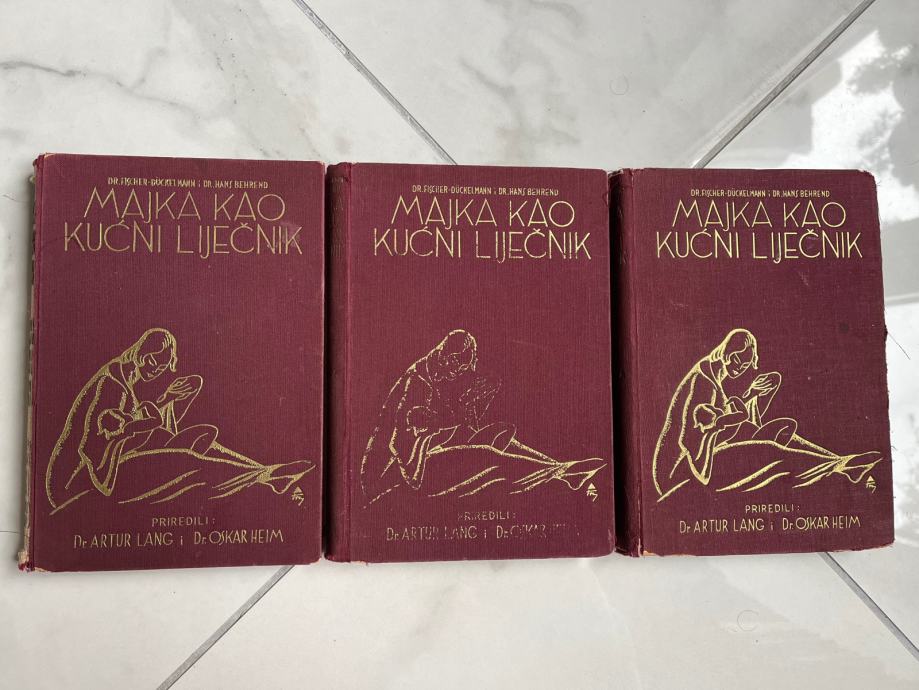 DR. FISCHER-DÜCKELMANN i DR. HANS BEHREND
MAJKA KAO
KUĆNI LIJEČNIK
PRIREDILI:
Dr. ARTUR LANG i Dr. OSKAR HEIM
DR. FISCHER-DÜCKELMANN i DR. HANS BEHREND
MAJKA KAO
KUĆNI LIJEČNIK
PRIREDILI:
Dr. ARTUR LANG i Dr. OSKAR HEIM
DR. FISCHER-DÜCKELMANN i DR. HANS BEHREND
MAJKA KAO
KUĆNI LIJEČNIK
PRIREDILI:
Dr. ARTUR LANG i Dr. OSKAR HEIM